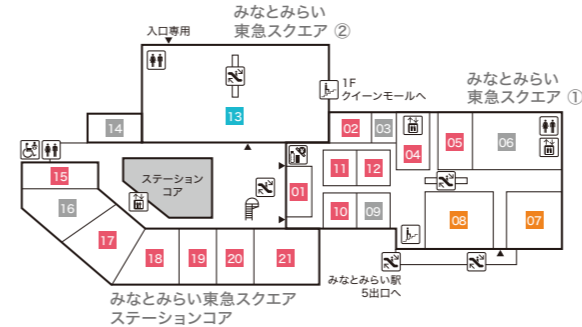 みなとみらい
東急スクエア ②
入口専用
1F
クイーンモールへ
みなとみらい
東急スクエア ①
13
14
02
03
04
05
06
15
ステーション
コア
11
12
01
16
10
09
08
07
17
18
19
20
21
みなとみらい駅
5出口へ
みなとみらい東急スクエア
ステーションコア